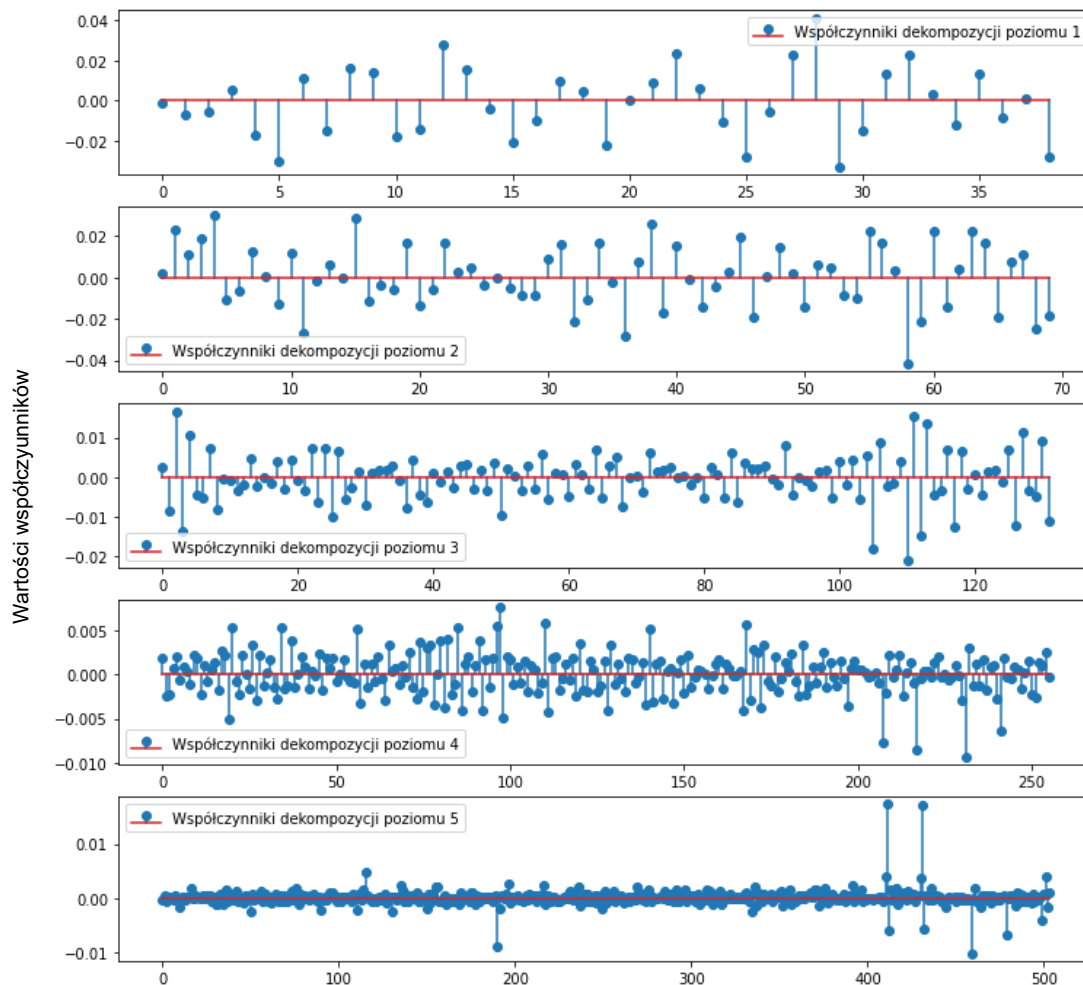 Wartości współczyunników
0.04
0.02
0.00
−0.02
Współczynniki dekompozycji poziomu 1
0 5 10 15 20 25 30 35
0.02
0.00
−0.02
−0.04
Współczynniki dekompozycji poziomu 2
0 10 20 30 40 50 60 70
0.01
0.00
−0.01
−0.02
Współczynniki dekompozycji poziomu 3
0 20 40 60 80 100 120
0.005
0.000
−0.005
−0.010
Współczynniki dekompozycji poziomu 4
0 50 100 150 200 250
Współczynniki dekompozycji poziomu 5
0.01
0.00
−0.01
0 100 200 300 400 500